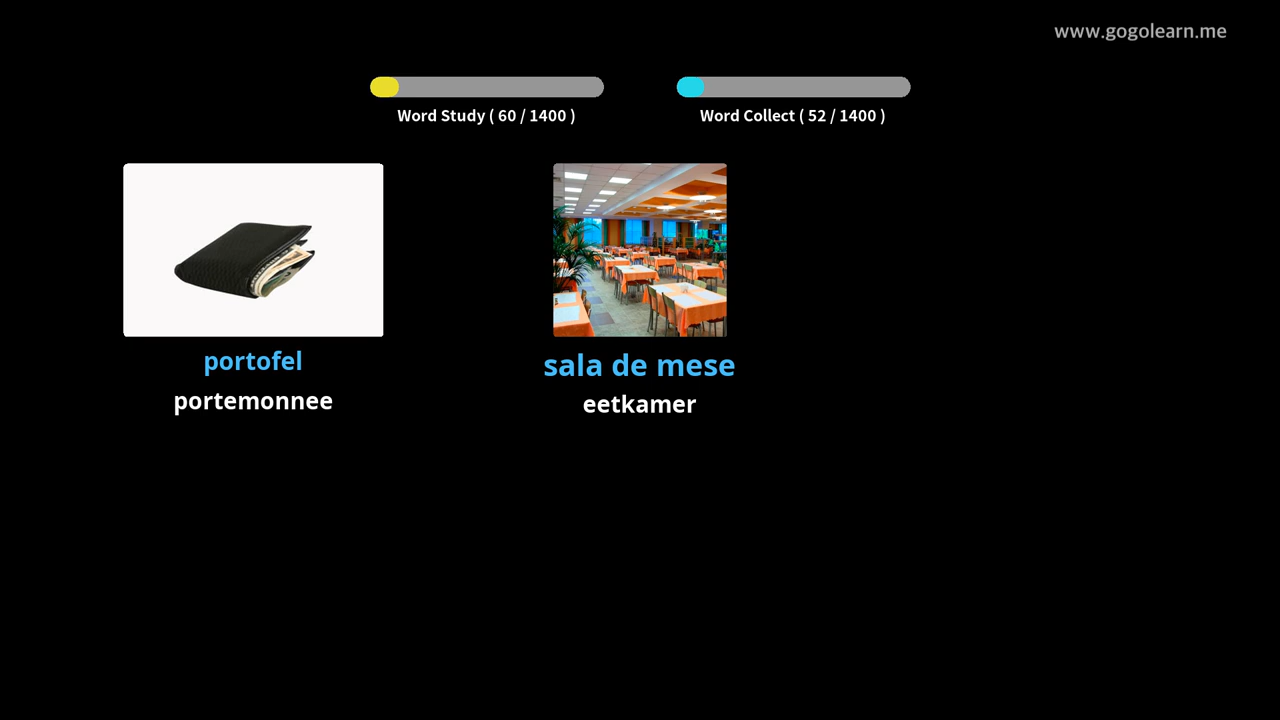 www.gogolearn.me
Word Study ( 60 / 1400 )
Word Collect ( 52 / 1400 )
portofel
portemonnee
sala de mese
eetkamer